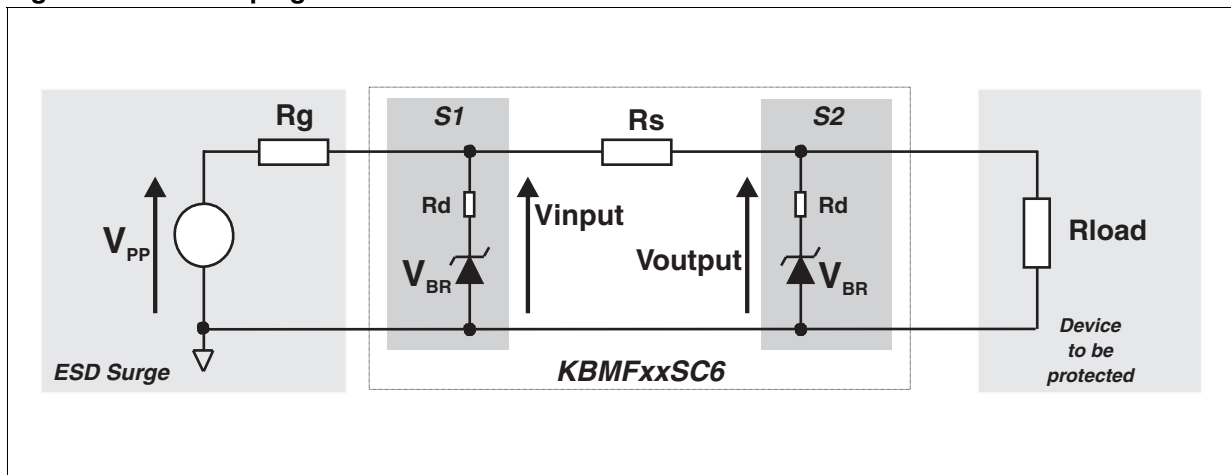 Rg
S1
Rs
S2
Rd
Vinput
Rd
Rload
VPP
VBR
Voutput
VBR
ESD Surge
KBMFxxSC6
Device
to be
protected